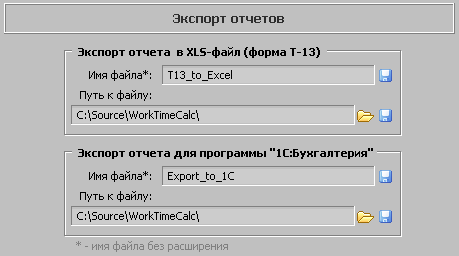 Экспорт отчетов
Экспорт отчета в XLS-файл (форма Т-13)
Имя файла*: T13_to_Excel
Путь к файлу:
C:\Source\WorkTimeCalc\
Экспорт отчета для программы "1С:Бухгалтерия"
Имя файла*: Export_to_1C
Путь к файлу:
C:\Source\WorkTimeCalc\
* - имя файла без расширения